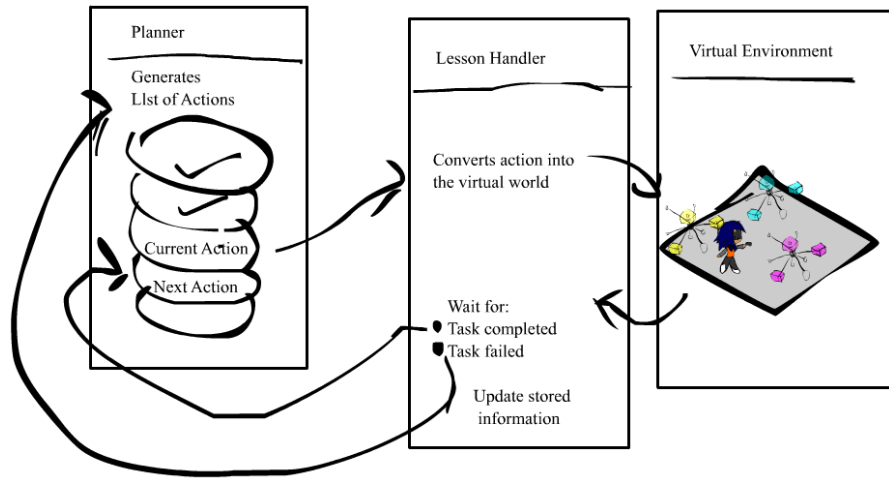 Planner
Generates
LIst of Actions
Current Action
Next Action
Lesson Handler
Converts action into
the virtual world
Wait for:
Task completed
Task failed
Update stored
information
Virtual Environment